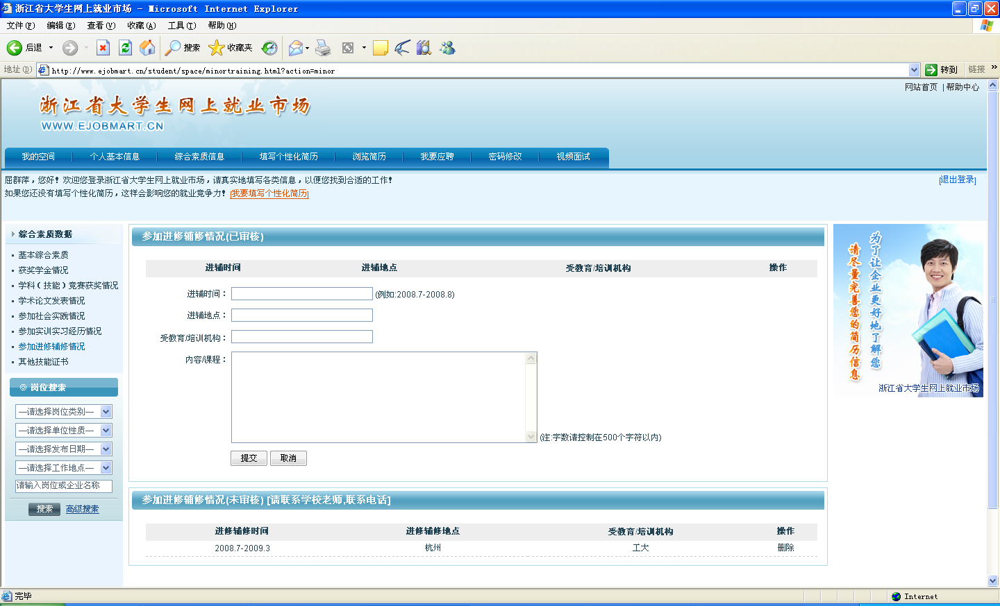 浙江省大学生网上就业市场 - Microsoft Internet Explorer
文件(F) 编辑(E) 查看(V) 收藏(A) 工具(T) 帮助(H)
后退 搜索 收藏夹
地址(D) http://www.ejobmart.cn/student/space/minortraining.html?action=minor 转到 链接 »
网站首页 | 帮助中心
浙江省大学生网上就业市场
WWW.EJOBMART.CN
我的空间 个人基本信息 综合素质信息 填写个性化简历 浏览简历 我要应聘 密码修改 视频面试
屈群萍，您好！欢迎您登录浙江省大学生网上就业市场，请真实地填写各类信息，以便您找到合适的工作！ [退出登录]
如果您还没有填写个性化简历，这样会影响您的就业竞争力！ [我要填写个性化简历]
综合素质数据
基本综合素质
获奖学金情况
学科（技能）竞赛获奖情况
学术论文发表情况
参加社会实践情况
参加实训实习经历情况
参加进修辅修情况
其他技能证书
岗位搜索
—请选择岗位类别—
—请选择单位性质—
—请选择发布日期—
—请选择工作地点—
请输入岗位或企业名称
搜索 高级搜索
参加进修辅修情况(已审核)
进辅时间 进辅地点 受教育/培训机构 操作
进辅时间： (例如:2008.7-2008.8)
进辅地点：
受教育/培训机构：
内容/课程：
(注:字数请控制在500个字符以内)
提交 取消
参加进修辅修情况(未审核) [请联系学校老师,联系电话]
进修辅修时间 进修辅修地点 受教育/培训机构 操作
2008.7-2009.3 杭州 工大 删除
为了让企业更好地了解您
请尽量完善您的简历信息
浙江省大学生网上就业市场
完毕 Internet